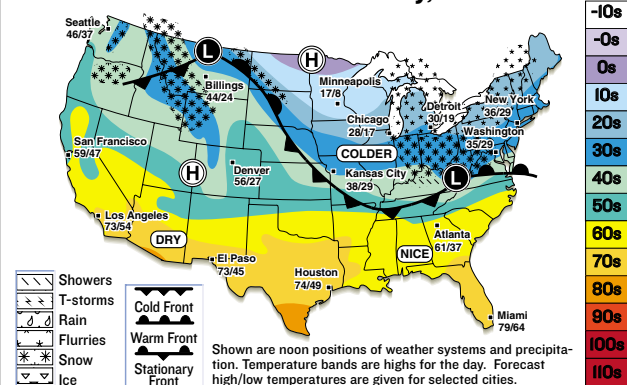 Seattle
46/37
L
H
Billings
44/24
Minneapolis
17/8
Chicago
28/17
Detroit
30/19
New York
36/29
Washington
35/29
San Francisco
59/47
H
Denver
56/27
COLDER
Kansas City
38/29
L
Los Angeles
73/54
DRY
El Paso
73/45
Houston
74/49
NICE
Atlanta
61/37
Miami
79/64
Showers
T-storms
Rain
Flurries
Snow
Ice
Cold Front
Warm Front
Stationary
Front
Shown are noon positions of weather systems and precipita-
tion. Temperature bands are highs for the day. Forecast
high/low temperatures are given for selected cities.
-10s
-0s
0s
10s
20s
30s
40s
50s
60s
70s
80s
90s
100s
110s